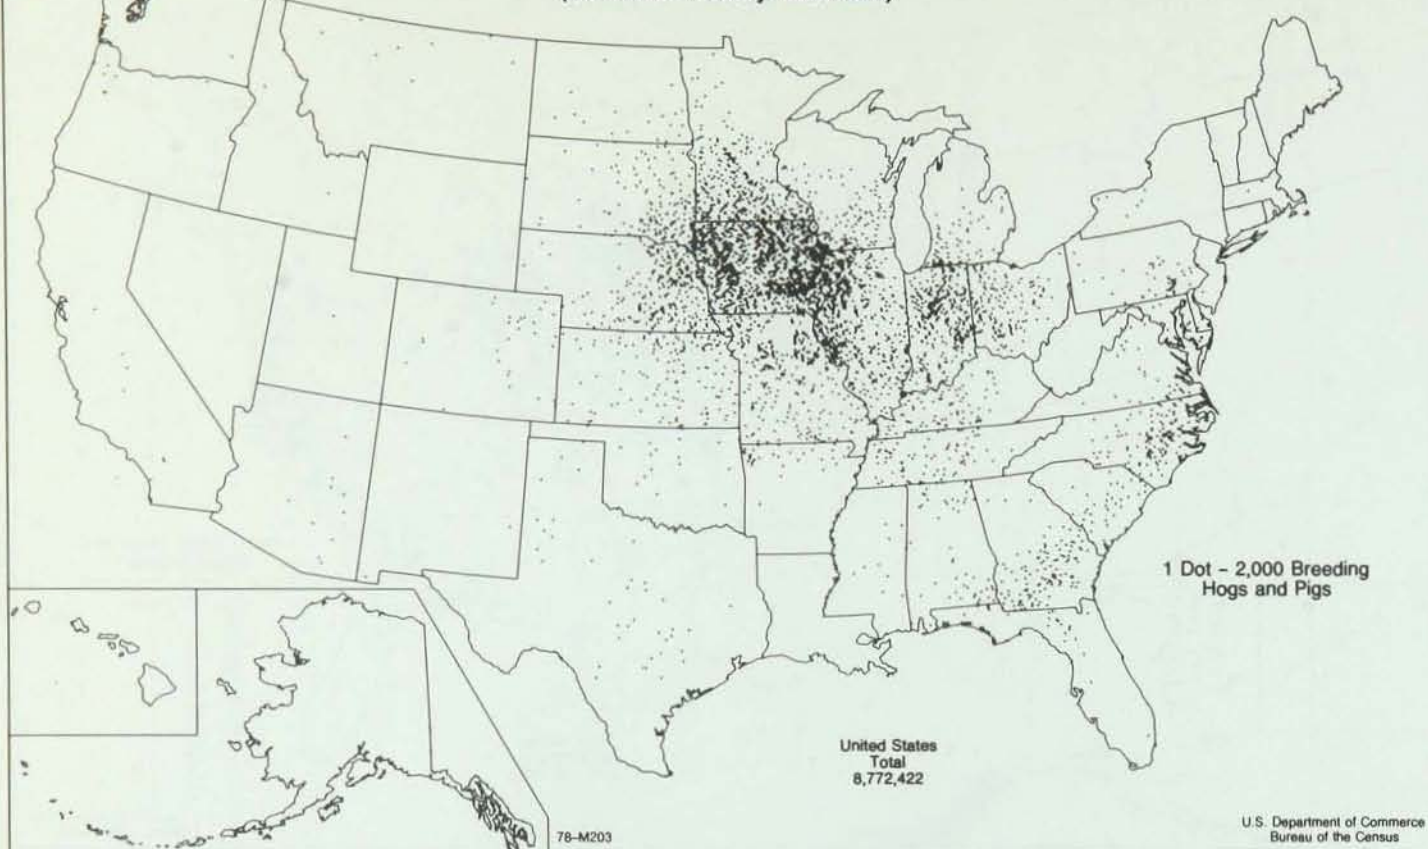 1 Dot – 2,000 Breeding
Hogs and Pigs
United States
Total
8,772,422
78–M203
U.S. Department of Commerce
Bureau of the Census